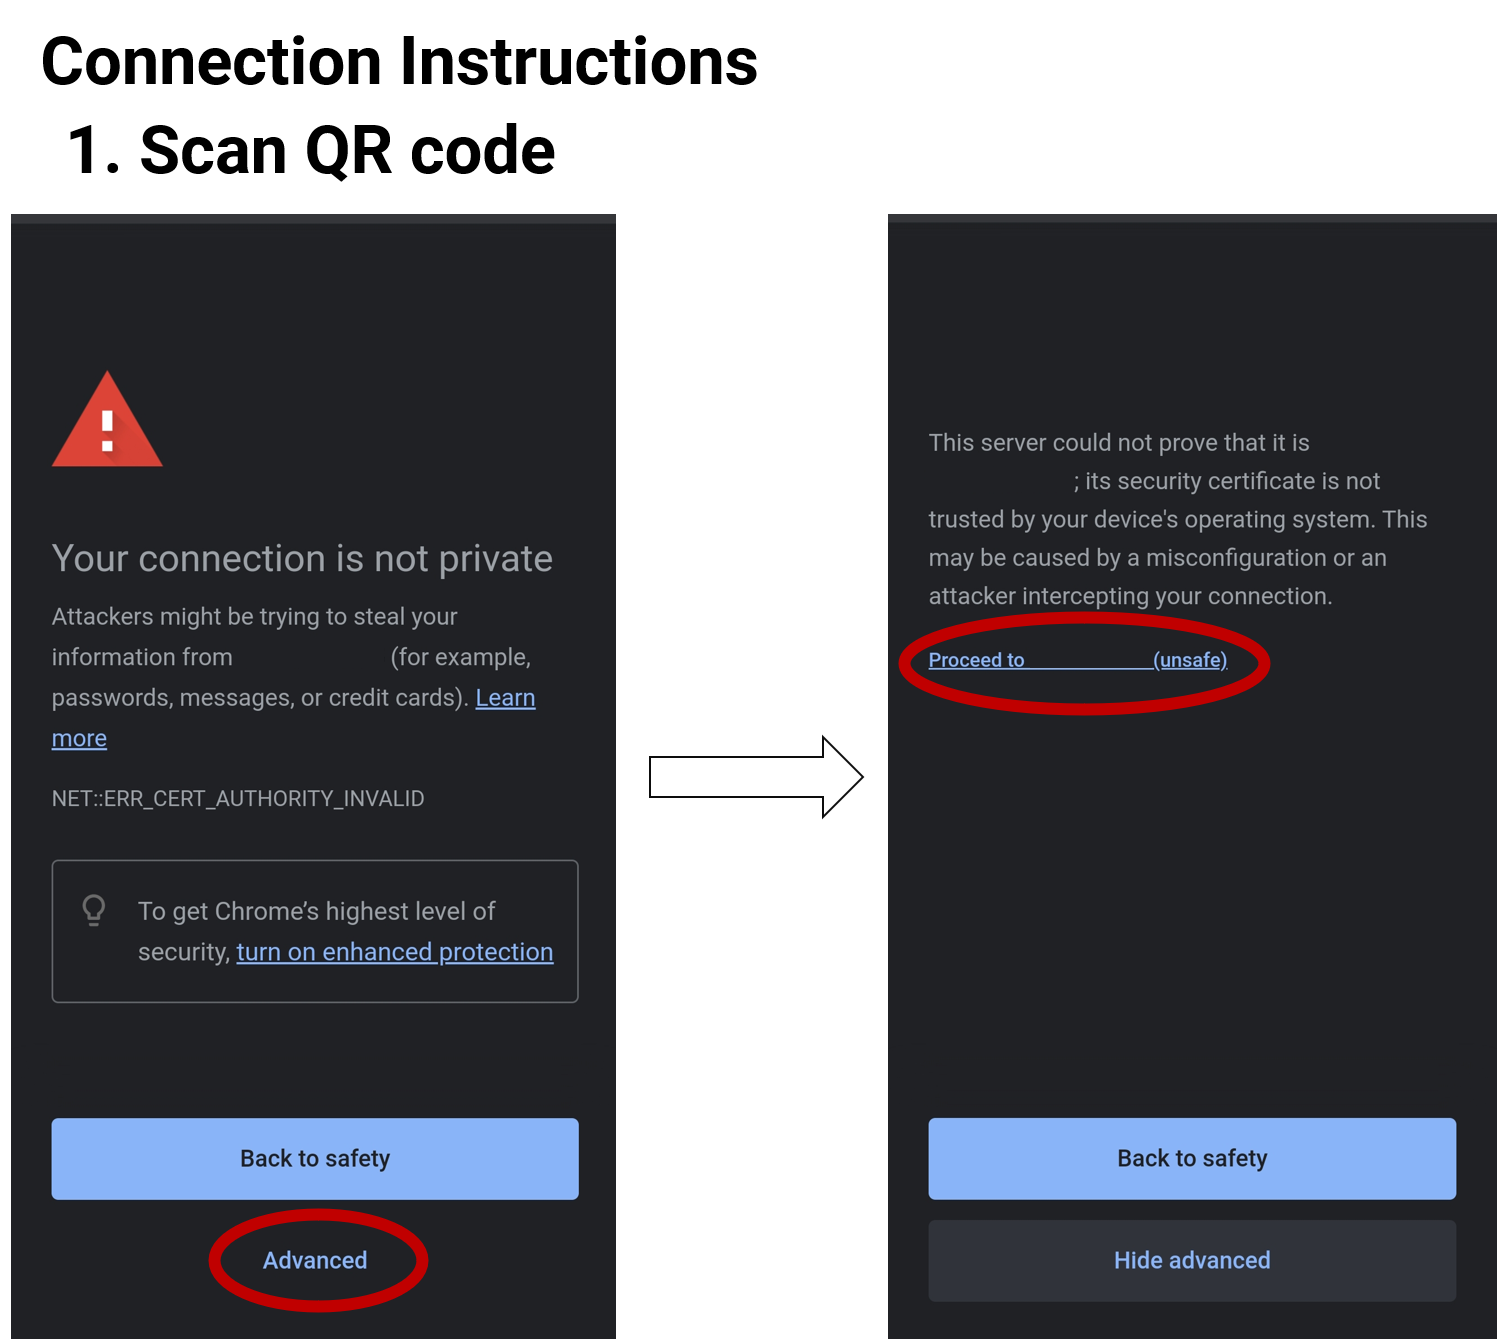 Connection Instructions
1. Scan QR code
Your connection is not private
Attackers might be trying to steal your
information from (for example,
passwords, messages, or credit cards). Learn
more
NET::ERR_CERT_AUTHORITY_INVALID
To get Chrome’s highest level of
security, turn on enhanced protection
Back to safety
Advanced
This server could not prove that it is
; its security certificate is not
trusted by your device's operating system. This
may be caused by a misconfiguration or an
attacker intercepting your connection.
Proceed to (unsafe)
Back to safety
Hide advanced